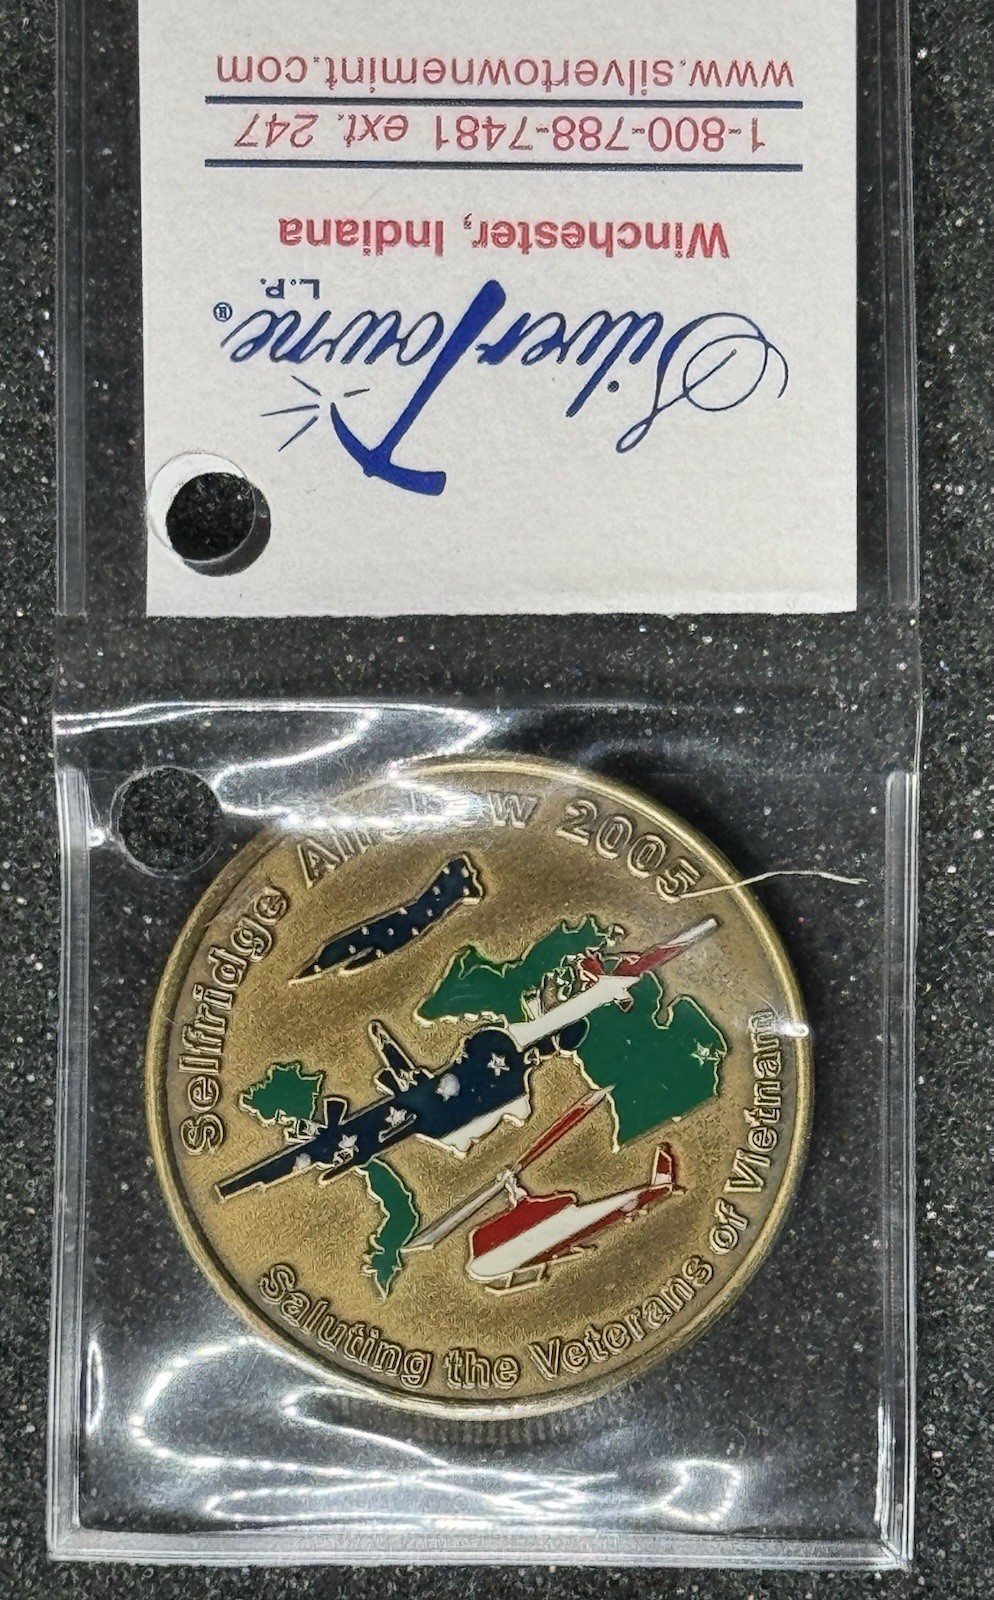 SilverTowne®
L.P.
Winchester, Indiana
1-800-788-7481 ext. 247
www.silvertownemint.com
Selfridge Airshow 2005
Saluting the Veterans of Vietnam